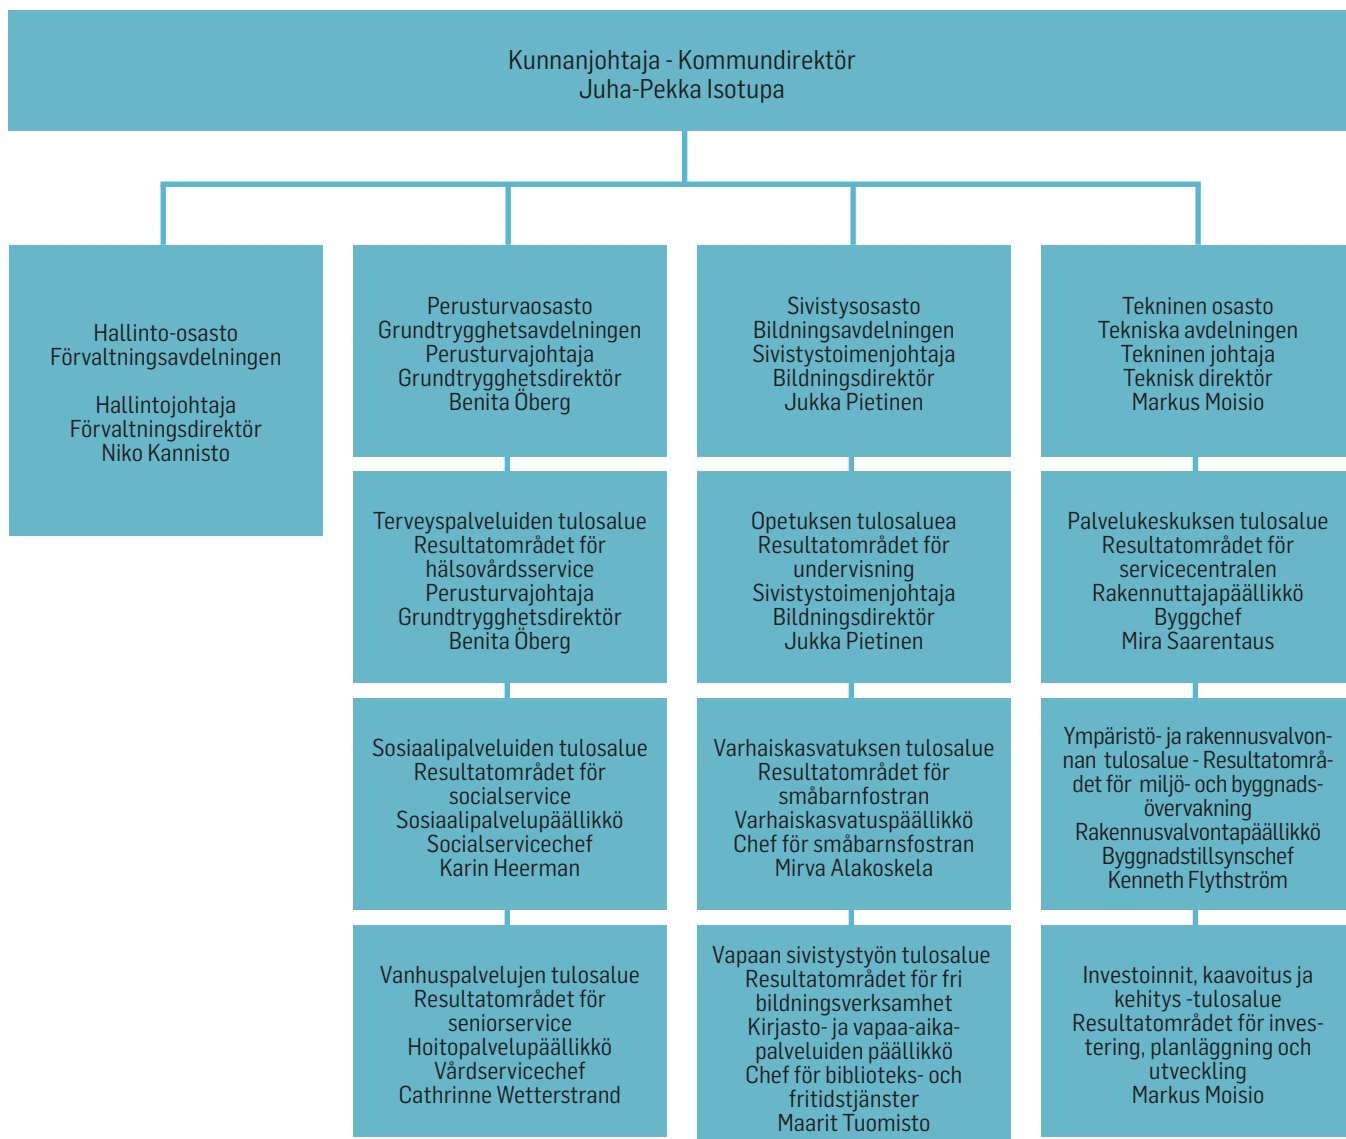 Kunnanjohtaja - Kommundirektör
Juha-Pekka Isotupa
Hallinto-osasto
Förvaltningsavdelningen
Hallintojohtaja
Förvaltningsdirektör
Niko Kannisto
Perusturvaosasto
Grundtrygghetsavdelningen
Perusturvajohtaja
Grundtrygghetsdirektör
Benita Öberg
Terveyspalveluiden tulosalue
Resultatområdet för
hälsovårdsservice
Perusturvajohtaja
Grundtrygghetsdirektör
Benita Öberg
Sosiaalipalveluiden tulosalue
Resultatområdet för
socialservice
Sosiaalipalvelupäällikkö
Socialservicechef
Karin Heerman
Vanhuspalvelujen tulosalue
Resultatområdet för
seniorservice
Hoitopalvelupäällikkö
Vårdservicechef
Cathrinne Wetterstrand
Sivistysosasto
Bildningsavdelningen
Sivistystoimenjohtaja
Bildningsdirektör
Jukka Pietinen
Opetuksen tulosaluea
Resultatområdet för
undervisning
Sivistystoimenjohtaja
Bildningsdirektör
Jukka Pietinen
Varhaiskasvatuksen tulosalue
Resultatområdet för
småbarnfostran
Varhaiskasvatuspäällikkö
Chef för småbarnsfostran
Mirva Alakoskela
Vapaan sivistystyön tulosalue
Resultatområdet för fri
bildningsverksamhet
Kirjasto- ja vapaa-aika-
palveluiden päällikkö
Chef för biblioteks- och
fritidstjänster
Maarit Tuomisto
Tekninen osasto
Tekniska avdelningen
Tekninen johtaja
Teknisk direktör
Markus Moisio
Palvelukeskuksen tulosalue
Resultatområdet för
servicecentralen
Rakennuttajapäällikkö
Byggchef
Mira Saarentaus
Ympäristö- ja rakennusvalvon-
nan tulosalue - Resultatområ-
det för miljö- och byggnads-
övervakning
Rakennusvalvontapäällikkö
Byggnadstillsynschef
Kenneth Flythström
Investoinnit, kaavoitus ja
kehitys -tulosalue
Resultatområdet för inves-
tering, planläggning och
utveckling
Markus Moisio